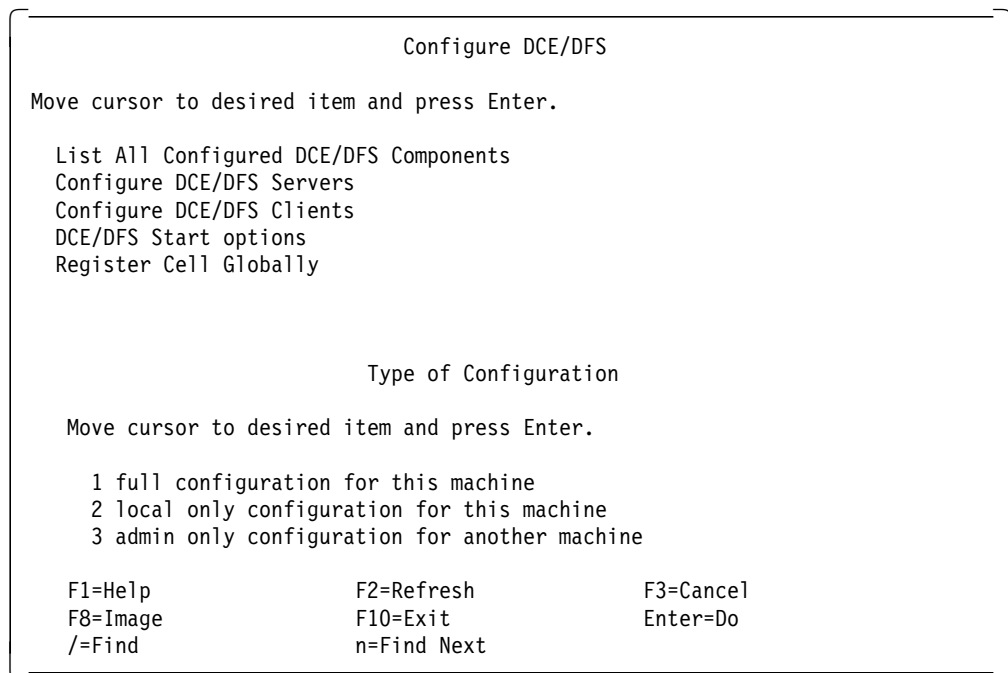 Configure DCE/DFS
Move cursor to desired item and press Enter.
List All Configured DCE/DFS Components
Configure DCE/DFS Servers
Configure DCE/DFS Clients
DCE/DFS Start options
Register Cell Globally
Type of Configuration
Move cursor to desired item and press Enter.
1 full configuration for this machine
2 local only configuration for this machine
3 admin only configuration for another machine
F1=Help F2=Refresh F3=Cancel
F8=Image F10=Exit Enter=Do
/=Find n=Find Next